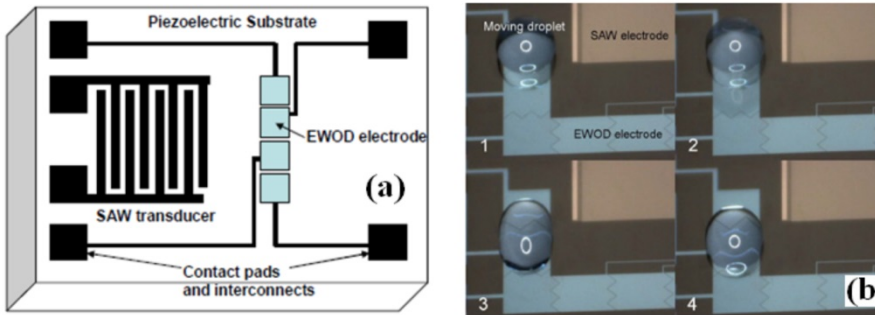 Piezoelectric Substrate
EWOD electrode
(a)
SAW transducer
Contact pads
and interconnects
Moving droplet
SAW electrode
EWOD electrode
1
2
3
4
(b)